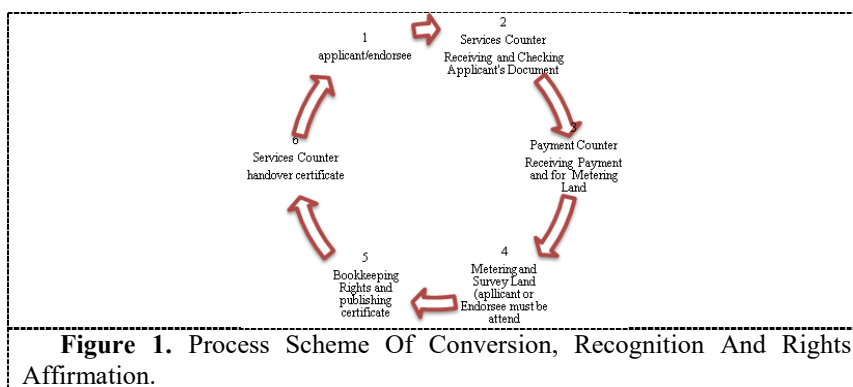 1
applicant/endorsee
2
Services Counter
Receiving and Checking
Applicant's Document
3
Payment Counter
Receiving Payment
and for Metering
Land
4
Metering and
Survey Land
(apllicant or
Endorsee must be
attend
5
Bookkeeping
Rights and
publishing
certificate
6
Services Counter
handover certificate
Figure 1. Process Scheme Of Conversion, Recognition And Rights
Affirmation.